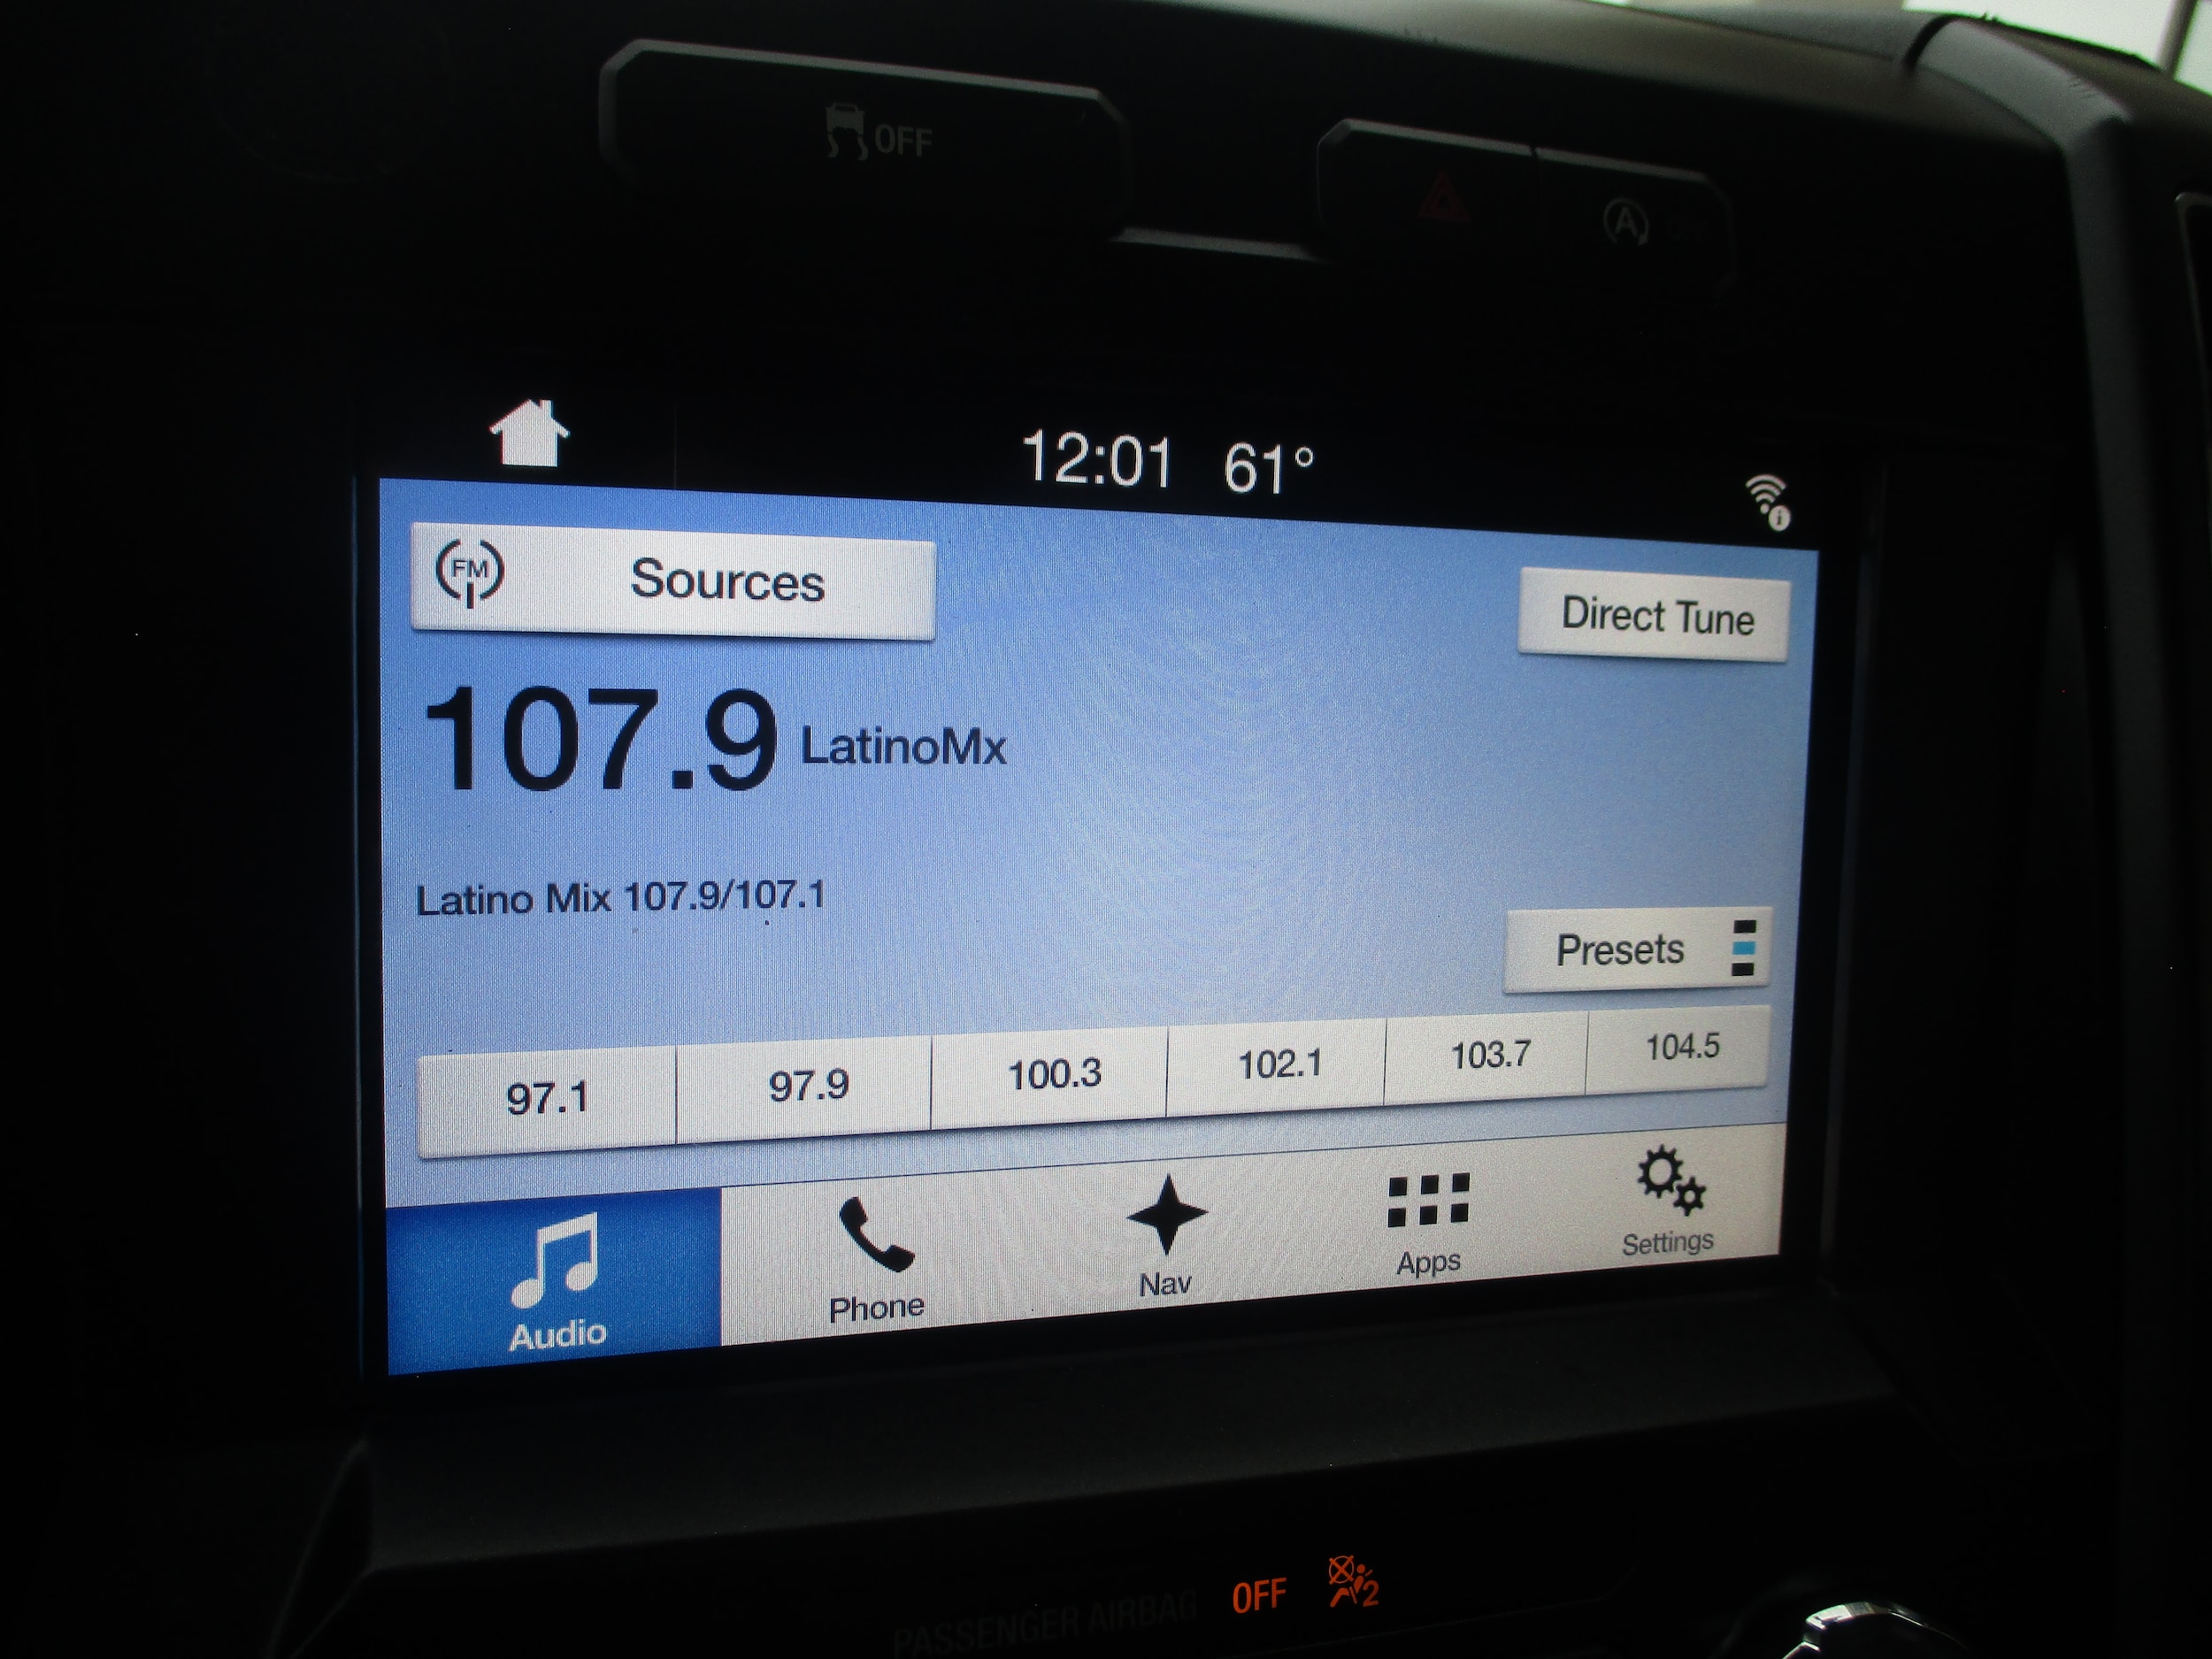 OFF
A OFF
12:01 61°
FM Sources
Direct Tune
107.9 LatinoMx
Latino Mix 107.9/107.1
Presets
97.1 97.9 100.3 102.1 103.7 104.5
Audio Phone Nav Apps Settings
PASSENGER AIRBAG OFF 2